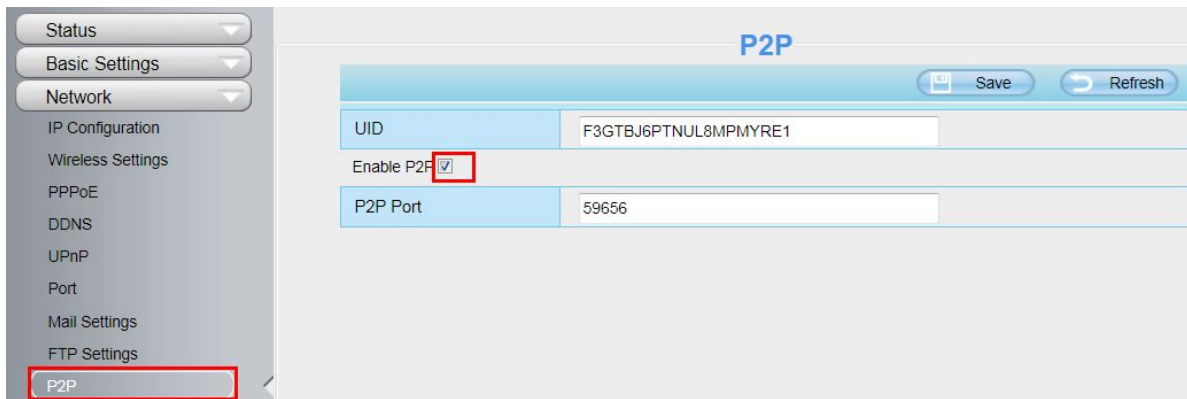 Status
Basic Settings
Network
IP Configuration
Wireless Settings
PPPoE
DDNS
UPnP
Port
Mail Settings
FTP Settings
P2P
P2P
Save Refresh
UID F3GTBJ6PTNUL8MPMYRE1
Enable P2P
P2P Port 59656